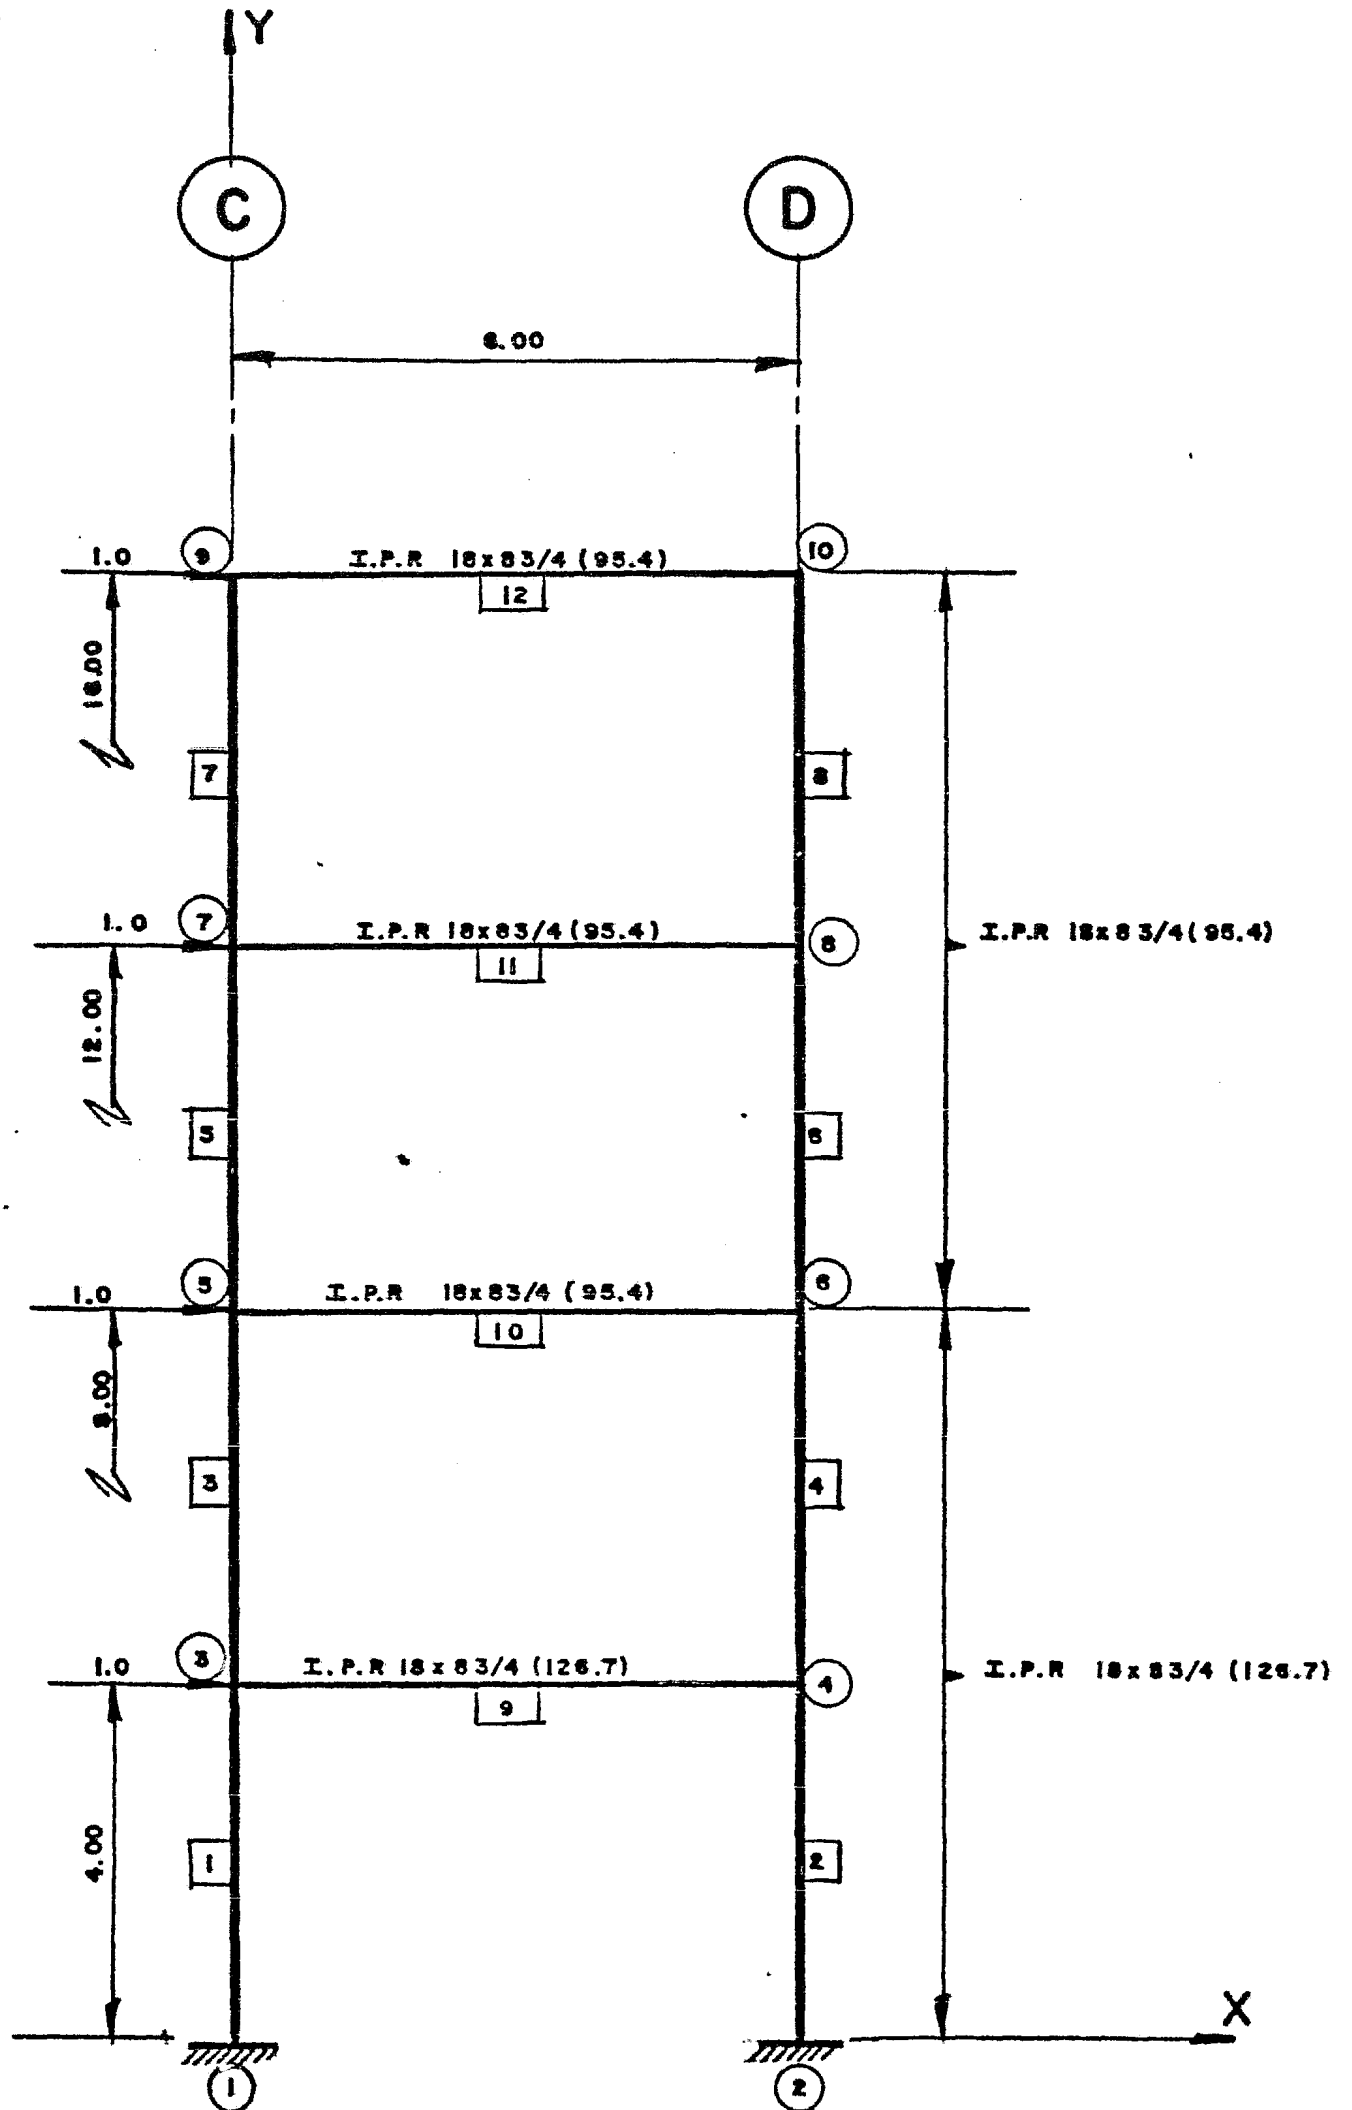 Y
C D
6.00
1.0 9 I.P.R 18x83/4 (95.4) 10
12
16.00
7 8
1.0 7 I.P.R 18x83/4 (95.4) 8 I.P.R 18x83/4 (95.4)
11
12.00
5 6
1.0 5 I.P.R 18x83/4 (95.4) 6
10
8.00
3 4
1.0 3 I.P.R 18x83/4 (126.7) 4 I.P.R 18x83/4 (126.7)
9
4.00
1 2
X
1 2